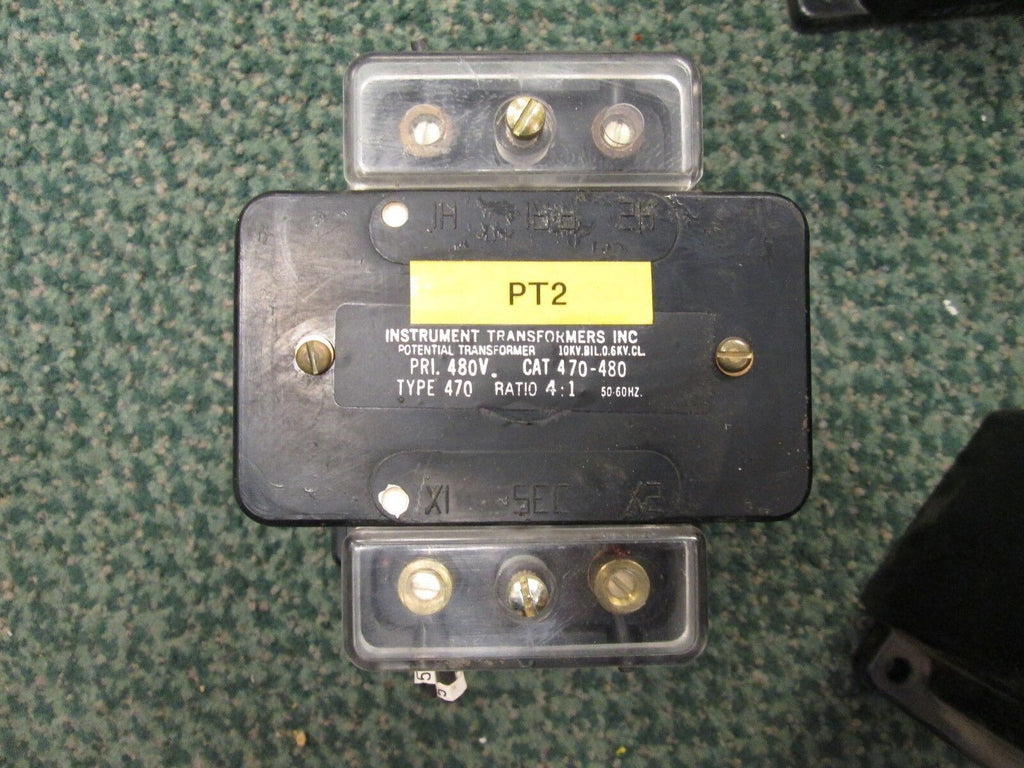 PT2
INSTRUMENT TRANSFORMERS INC
POTENTIAL TRANSFORMER 10KV.BIL.0.6KV.CL.
PRI. 480V. CAT 470-480
TYPE 470 RATIO 4:1 50-60HZ.
X1 SEC X2
5